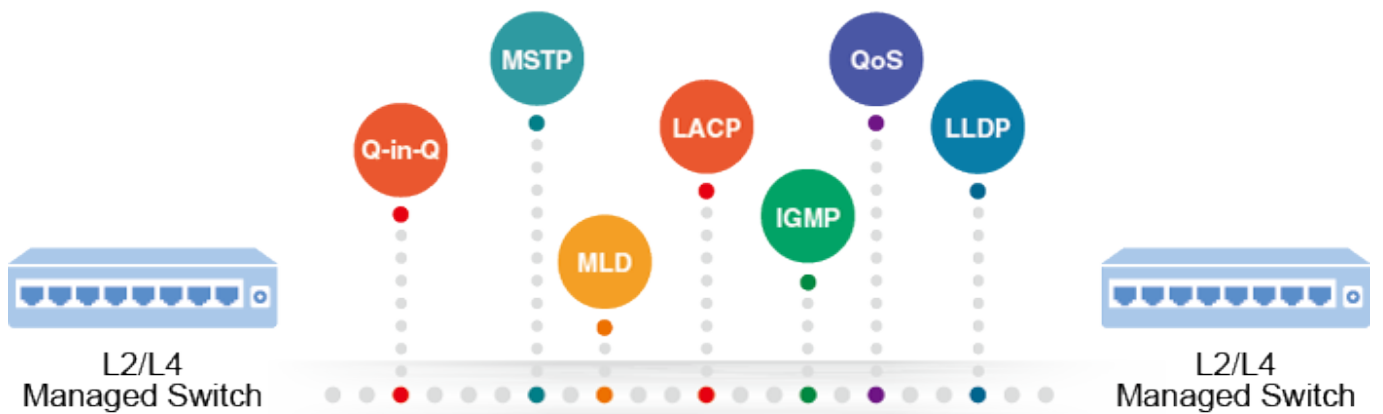 MSTP
QoS
Q-in-Q
LACP
LLDP
MLD
IGMP
L2/L4
Managed Switch
L2/L4
Managed Switch